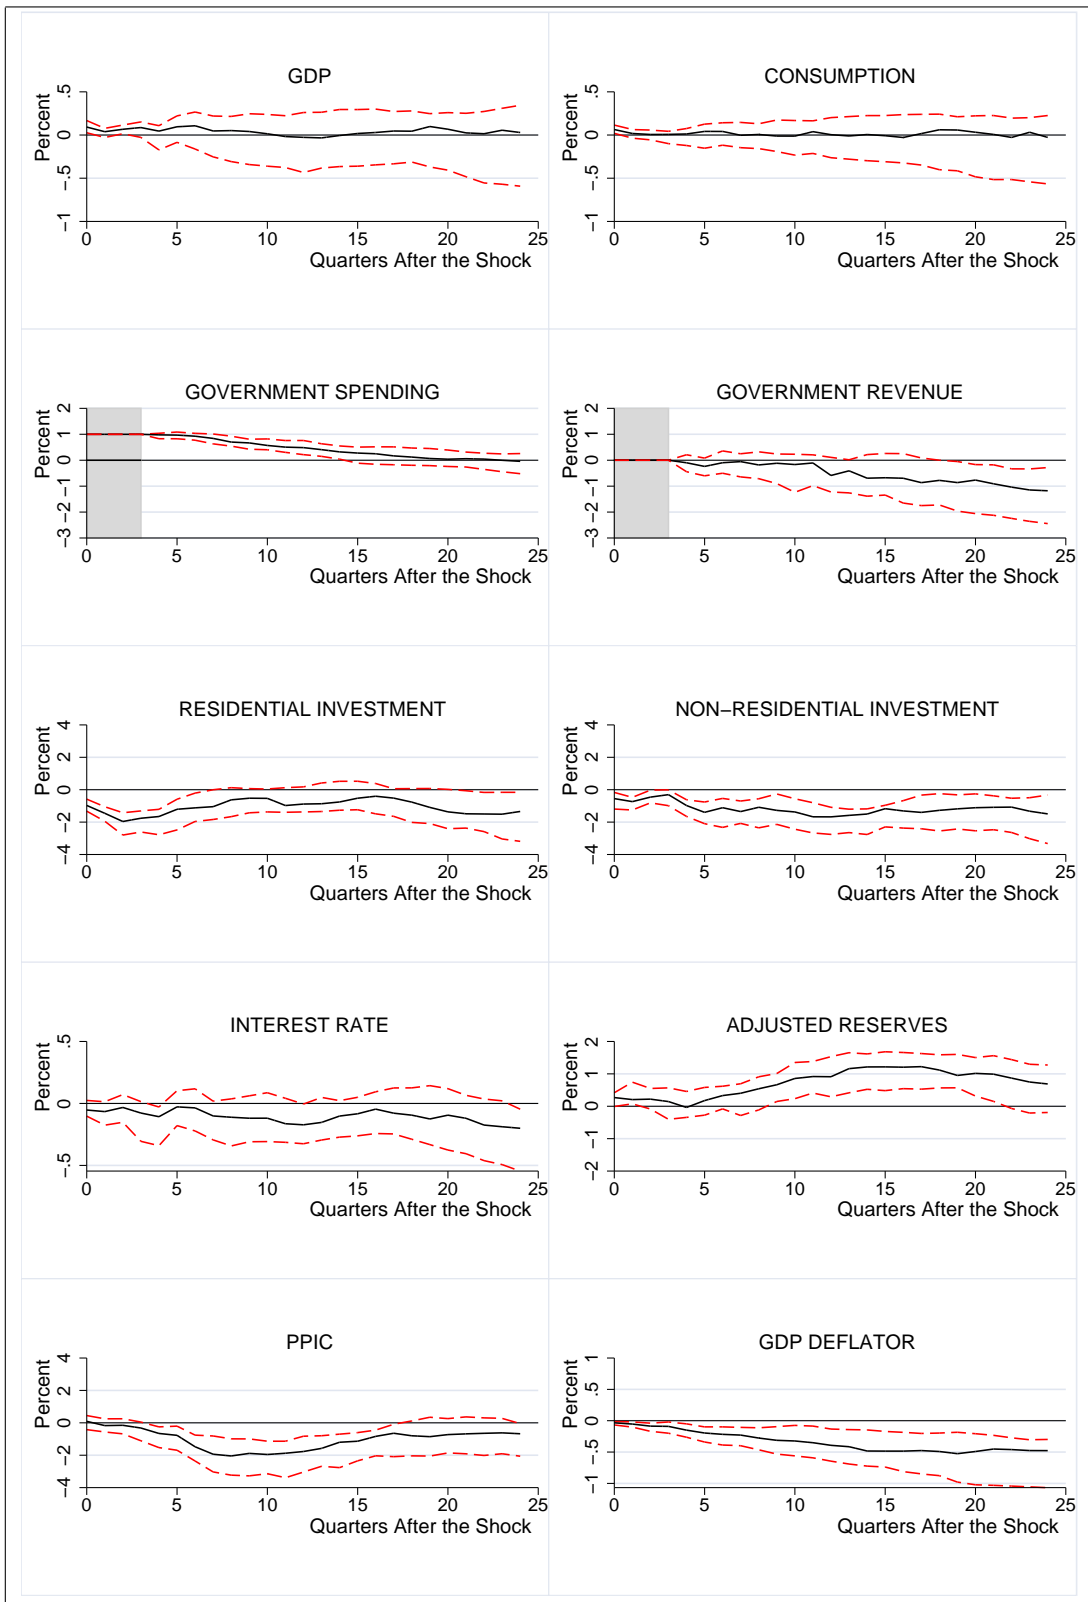 GDP
Percent
.5
0
−.5
−1
0 5 10 15 20 25
Quarters After the Shock
CONSUMPTION
Percent
.5
0
−.5
−1
0 5 10 15 20 25
Quarters After the Shock
GOVERNMENT SPENDING
Percent
2
1
0
−1
−2
−3
0 5 10 15 20 25
Quarters After the Shock
GOVERNMENT REVENUE
Percent
2
1
0
−1
−2
−3
0 5 10 15 20 25
Quarters After the Shock
RESIDENTIAL INVESTMENT
Percent
4
2
0
−2
−4
0 5 10 15 20 25
Quarters After the Shock
NON−RESIDENTIAL INVESTMENT
Percent
4
2
0
−2
−4
0 5 10 15 20 25
Quarters After the Shock
INTEREST RATE
Percent
.5
0
−.5
0 5 10 15 20 25
Quarters After the Shock
ADJUSTED RESERVES
Percent
2
1
0
−1
−2
0 5 10 15 20 25
Quarters After the Shock
PPIC
Percent
4
2
0
−2
−4
0 5 10 15 20 25
Quarters After the Shock
GDP DEFLATOR
Percent
1
.5
0
−.5
−1
0 5 10 15 20 25
Quarters After the Shock